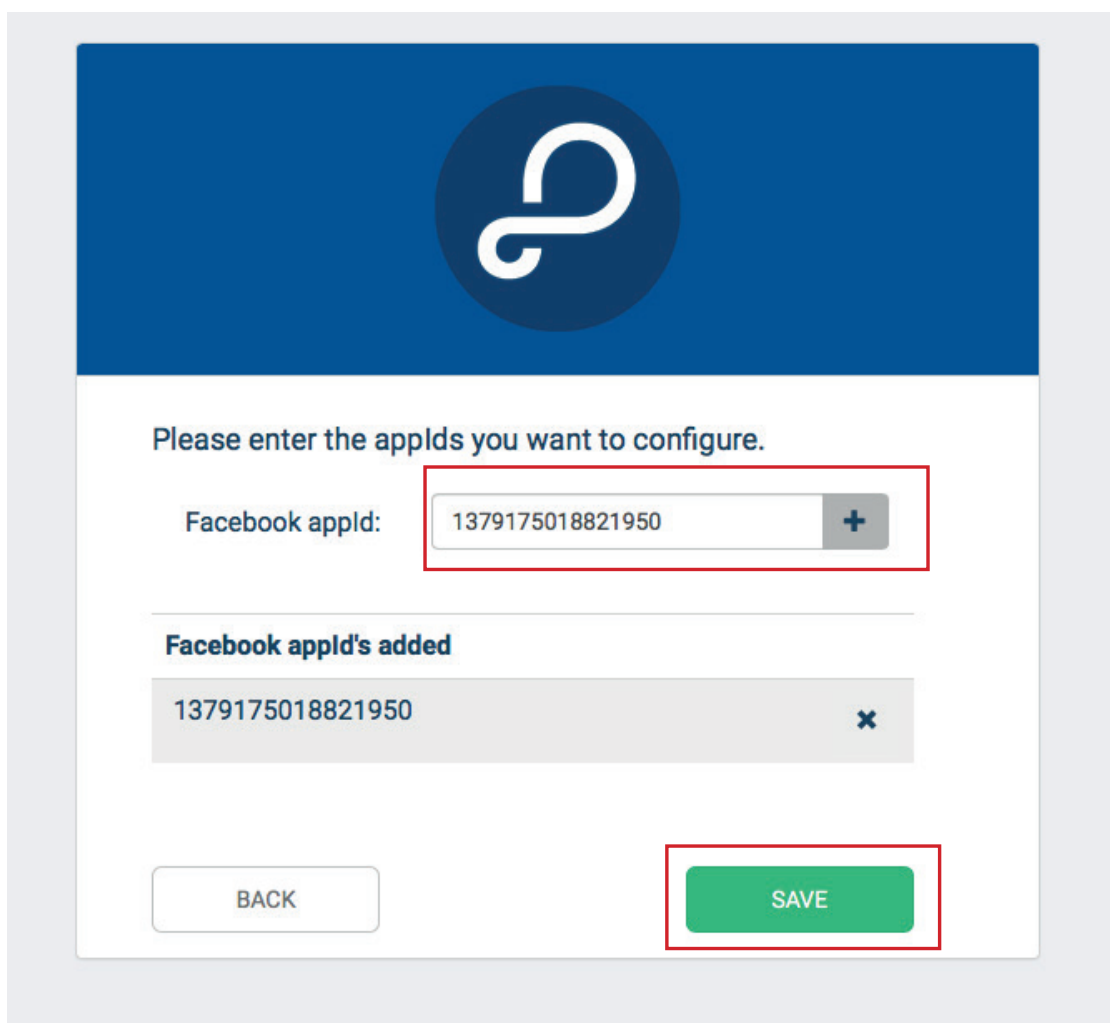 Please enter the appIds you want to configure.
Facebook appId: 1379175018821950
Facebook appId's added
1379175018821950
BACK SAVE